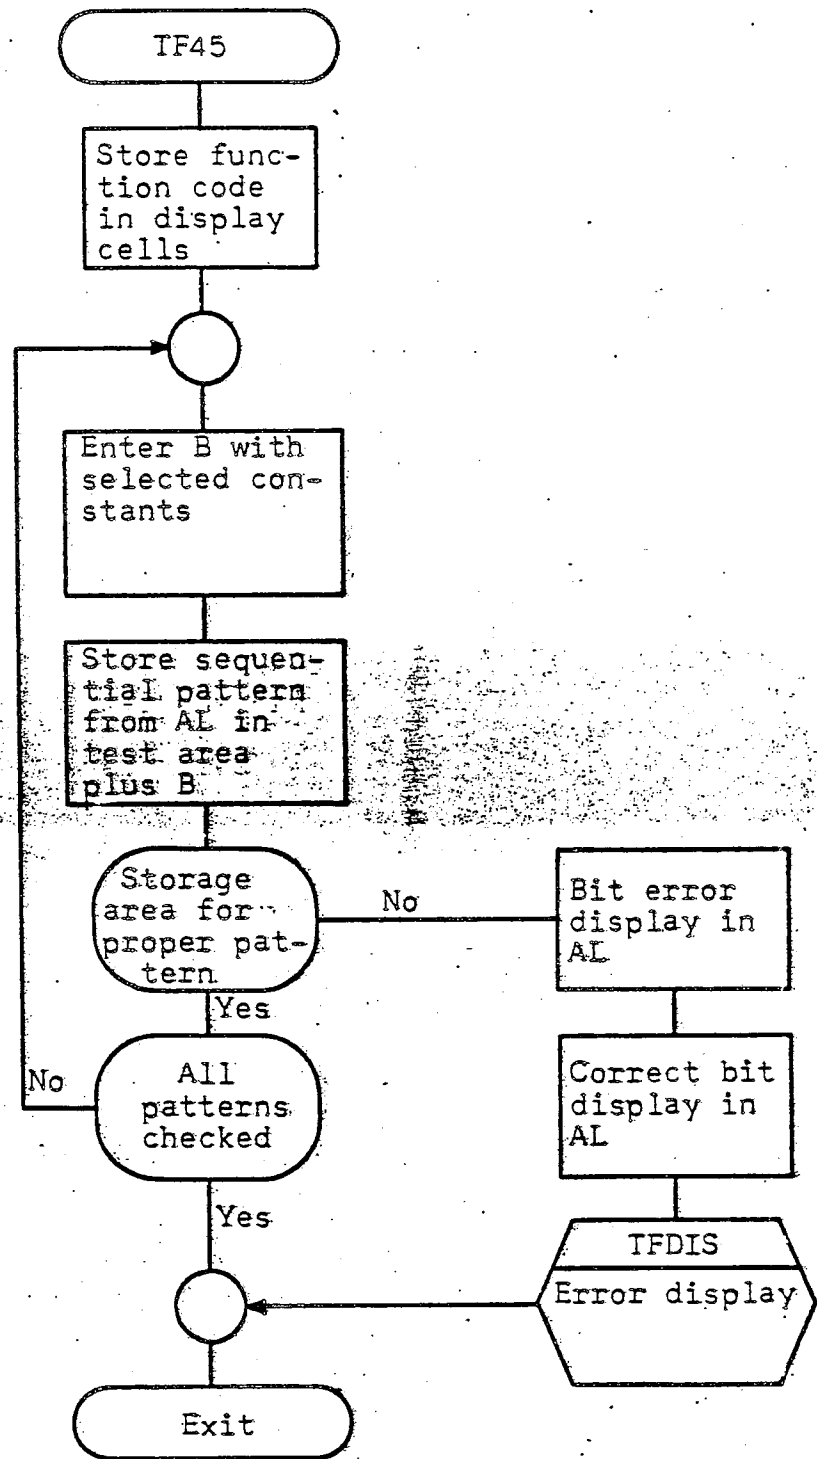 TF45
Store func-
tion code
in display
cells
Enter B with
selected con-
stants
Store sequen-
tial pattern
from AL in
test area
plus B
Storage
area for
proper pat-
tern
No
Bit error
display in
AL
Yes
All
patterns
checked
No
Correct bit
display in
AL
Yes
TFDIS
Error display
Exit